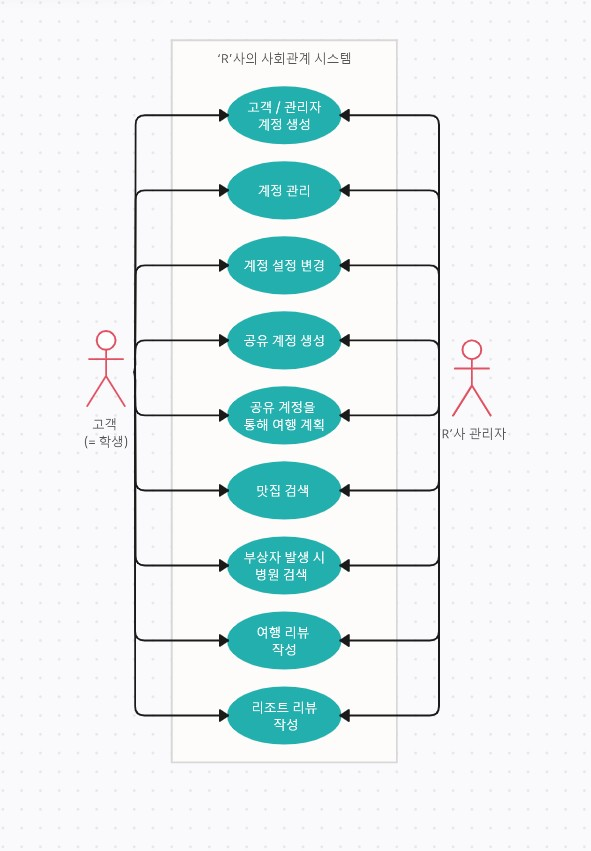 ‘R’사의 사회관계 시스템
고객 / 관리자
계정 생성
계정 관리
계정 설정 변경
공유 계정 생성
공유 계정을
통해 여행 계획
고객
(= 학생)
R’사 관리자
맛집 검색
부상자 발생 시
병원 검색
여행 리뷰
작성
리조트 리뷰
작성